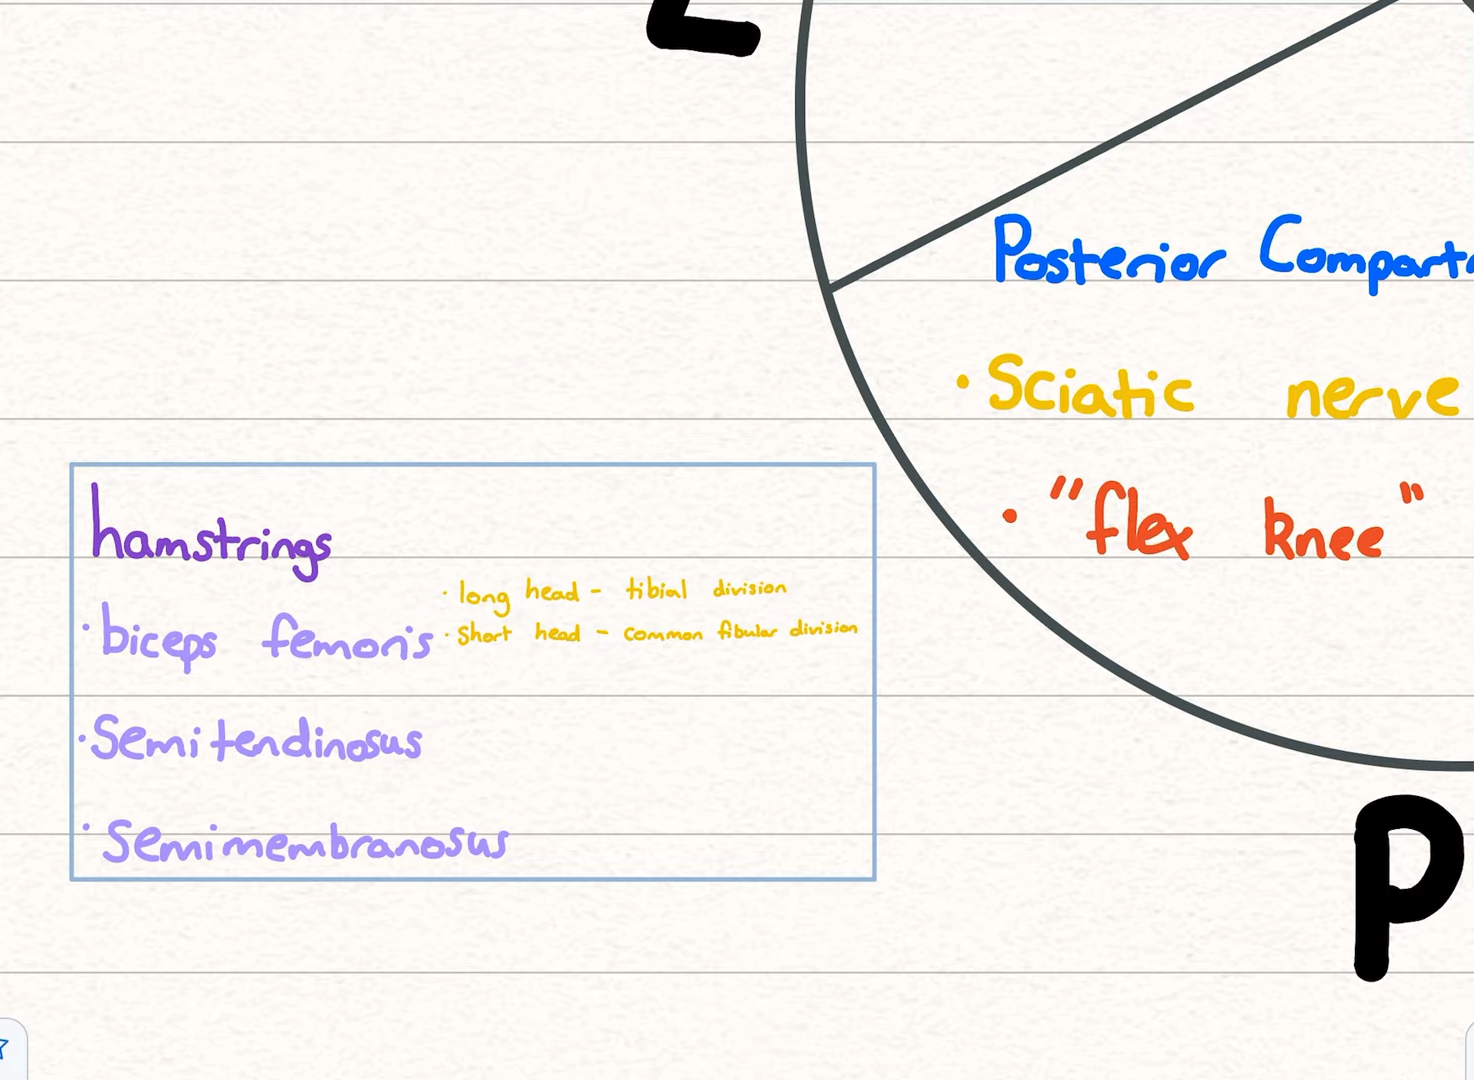 L
Posterior Compart
· Sciatic nerve
· "flex knee"
hamstrings
· long head - tibial division
· biceps femoris
· Short head - common fibular division
· Semitendinosus
· Semimembranosus
P